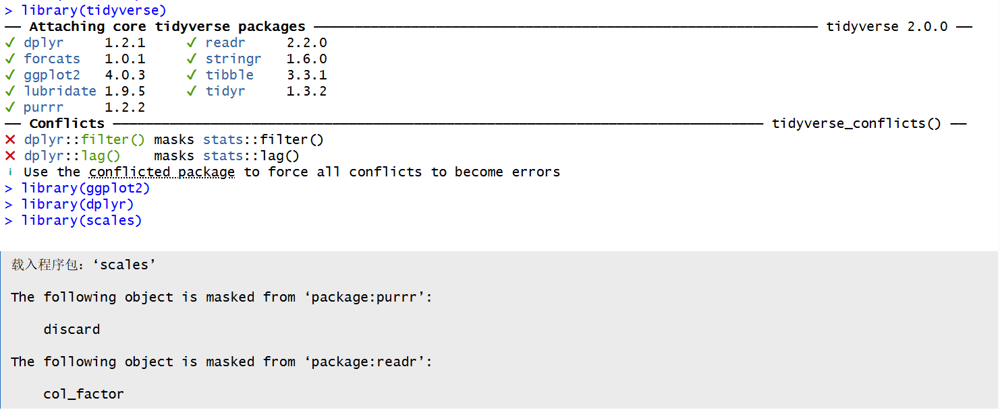 > library(tidyverse)
── Attaching core tidyverse packages ──────────────────────────────────────────────────────────────── tidyverse 2.0.0 ──
✔ dplyr     1.2.1     ✔ readr     2.2.0
✔ forcats   1.0.1     ✔ stringr   1.6.0
✔ ggplot2   4.0.3     ✔ tibble    3.3.1
✔ lubridate 1.9.5     ✔ tidyr     1.3.2
✔ purrr     1.2.2
── Conflicts ────────────────────────────────────────────────────────────────────────────────── tidyverse_conflicts() ──
✖ dplyr::filter() masks stats::filter()
✖ dplyr::lag()    masks stats::lag()
ℹ Use the conflicted package to force all conflicts to become errors
> library(ggplot2)
> library(dplyr)
> library(scales)
载入程序包：‘scales’
The following object is masked from ‘package:purrr’:
discard
The following object is masked from ‘package:readr’:
col_factor